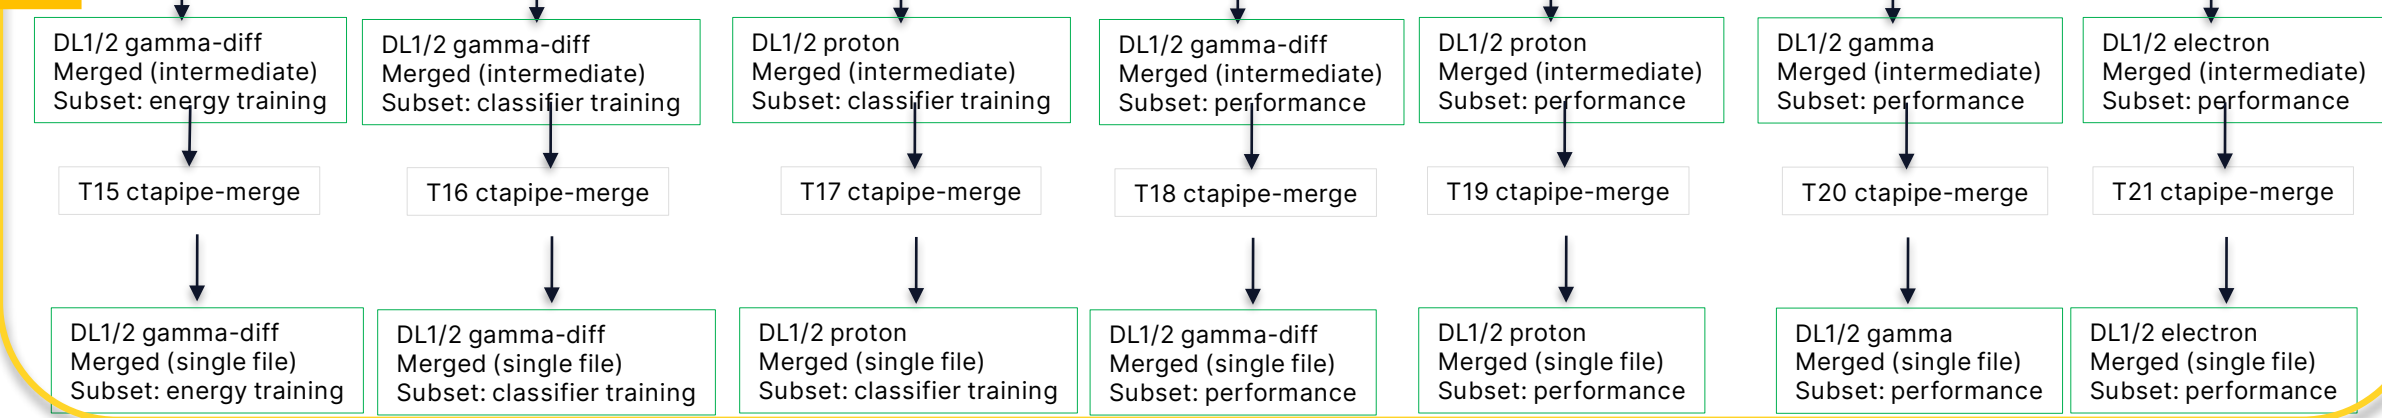 DL1/2 gamma-diff
Merged (intermediate)
Subset: energy training
DL1/2 gamma-diff
Merged (intermediate)
Subset: classifier training
DL1/2 proton
Merged (intermediate)
Subset: classifier training
DL1/2 gamma-diff
Merged (intermediate)
Subset: performance
DL1/2 proton
Merged (intermediate)
Subset: performance
DL1/2 gamma
Merged (intermediate)
Subset: performance
DL1/2 electron
Merged (intermediate)
Subset: performance
T15 ctapipe-merge
T16 ctapipe-merge
T17 ctapipe-merge
T18 ctapipe-merge
T19 ctapipe-merge
T20 ctapipe-merge
T21 ctapipe-merge
DL1/2 gamma-diff
Merged (single file)
Subset: energy training
DL1/2 gamma-diff
Merged (single file)
Subset: classifier training
DL1/2 proton
Merged (single file)
Subset: classifier training
DL1/2 gamma-diff
Merged (single file)
Subset: performance
DL1/2 proton
Merged (single file)
Subset: performance
DL1/2 gamma
Merged (single file)
Subset: performance
DL1/2 electron
Merged (single file)
Subset: performance